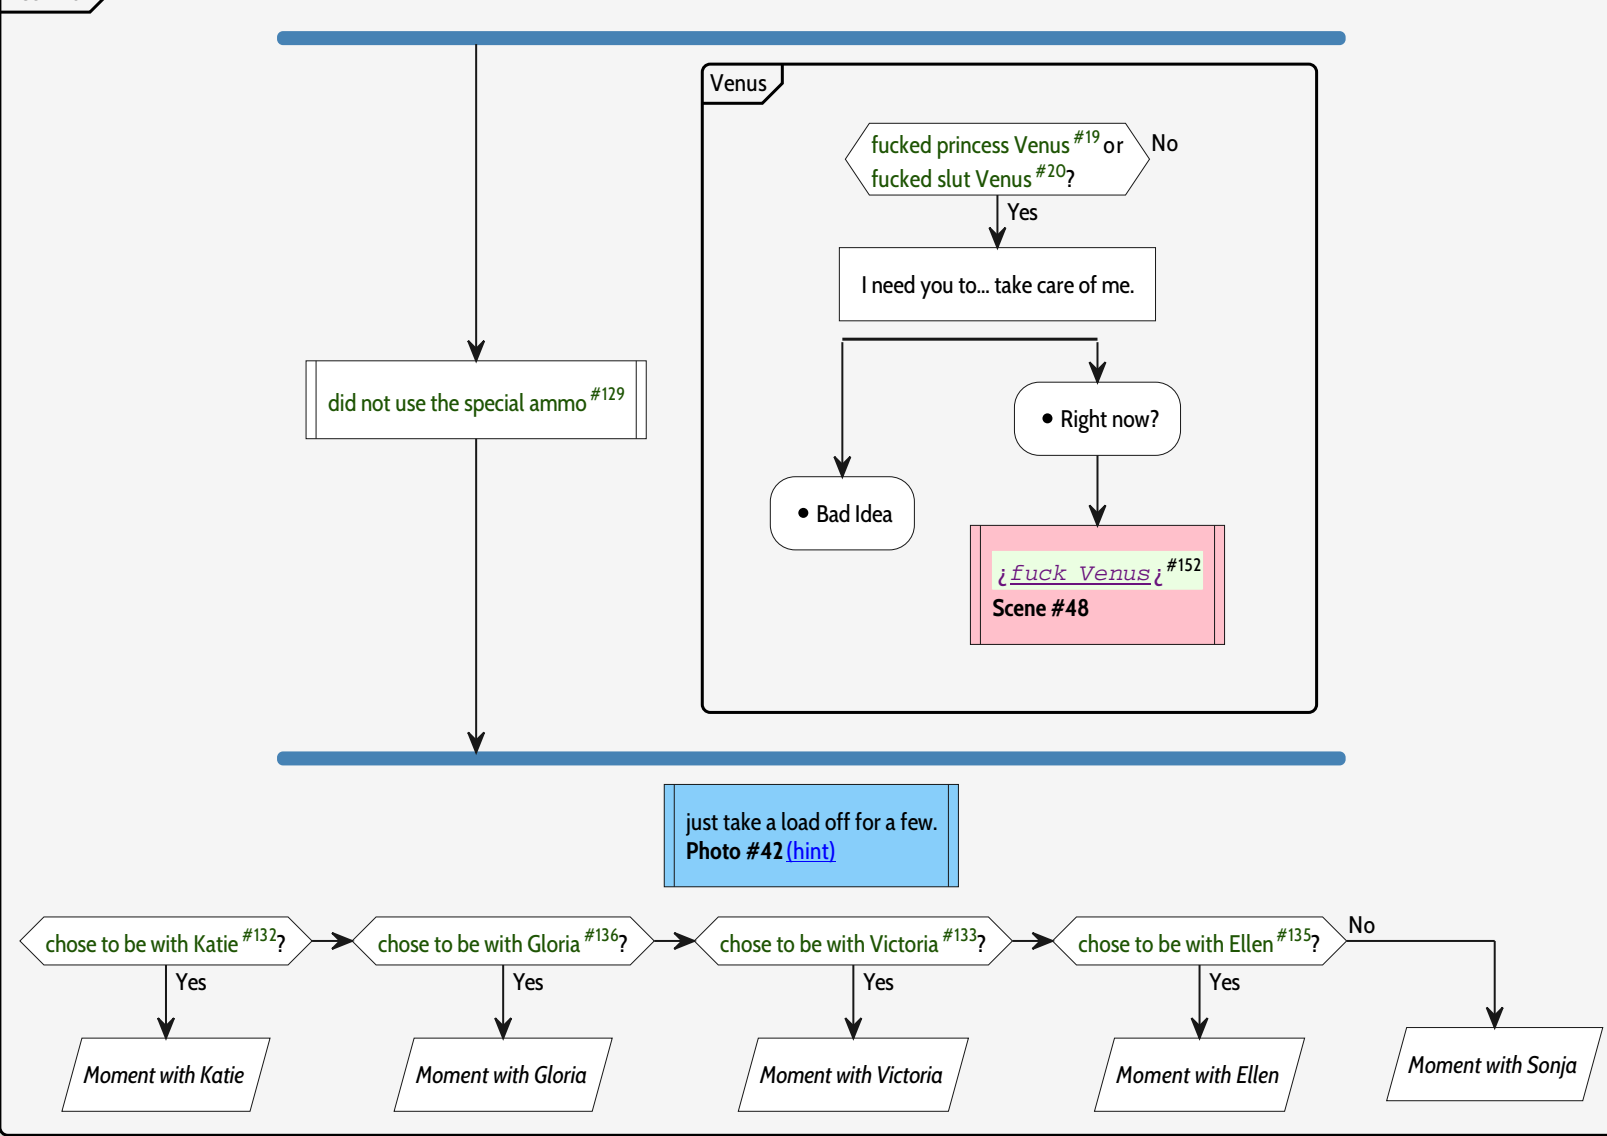 Venus
fucked princess Venus #19 or
fucked slut Venus #20?
No
Yes
I need you to... take care of me.
did not use the special ammo #129
• Right now?
• Bad Idea
¿fuck Venus¿ #152
Scene #48
just take a load off for a few.
Photo #42 (hint)
chose to be with Katie #132?
chose to be with Gloria #136?
chose to be with Victoria #133?
chose to be with Ellen #135?
No
Yes
Yes
Yes
Yes
Moment with Katie
Moment with Gloria
Moment with Victoria
Moment with Ellen
Moment with Sonja